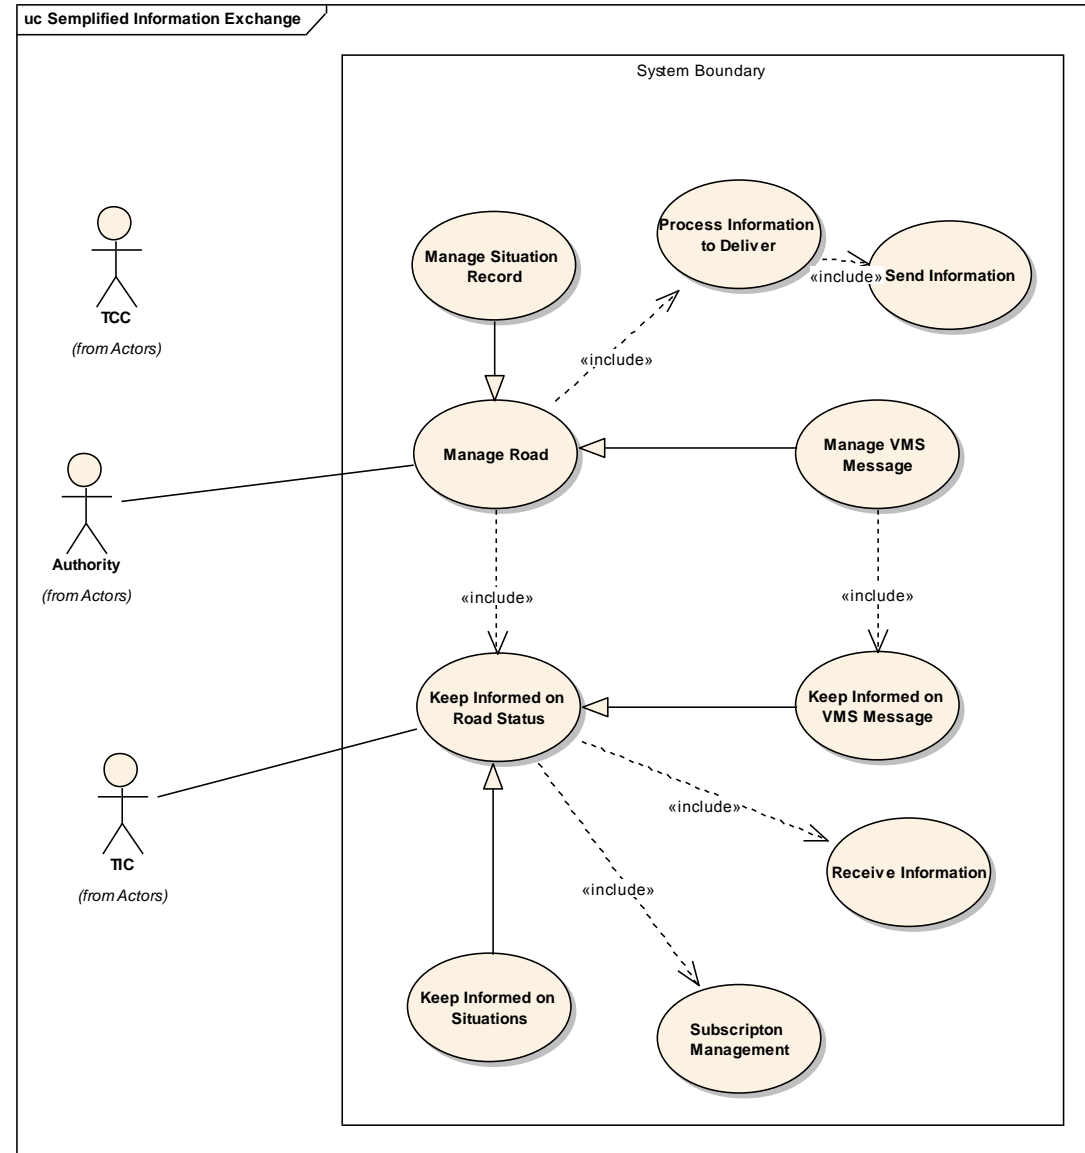 uc Semplified Information Exchange
System Boundary
TCC
(from Actors)
Manage Situation
Record
Process Information
to Deliver
«include»
Send Information
«include»
Manage Road
Manage VMS
Message
Authority
(from Actors)
«include»
«include»
Keep Informed on
Road Status
Keep Informed on
VMS Message
TIC
(from Actors)
«include»
Receive Information
«include»
Keep Informed on
Situations
Subscripton
Management